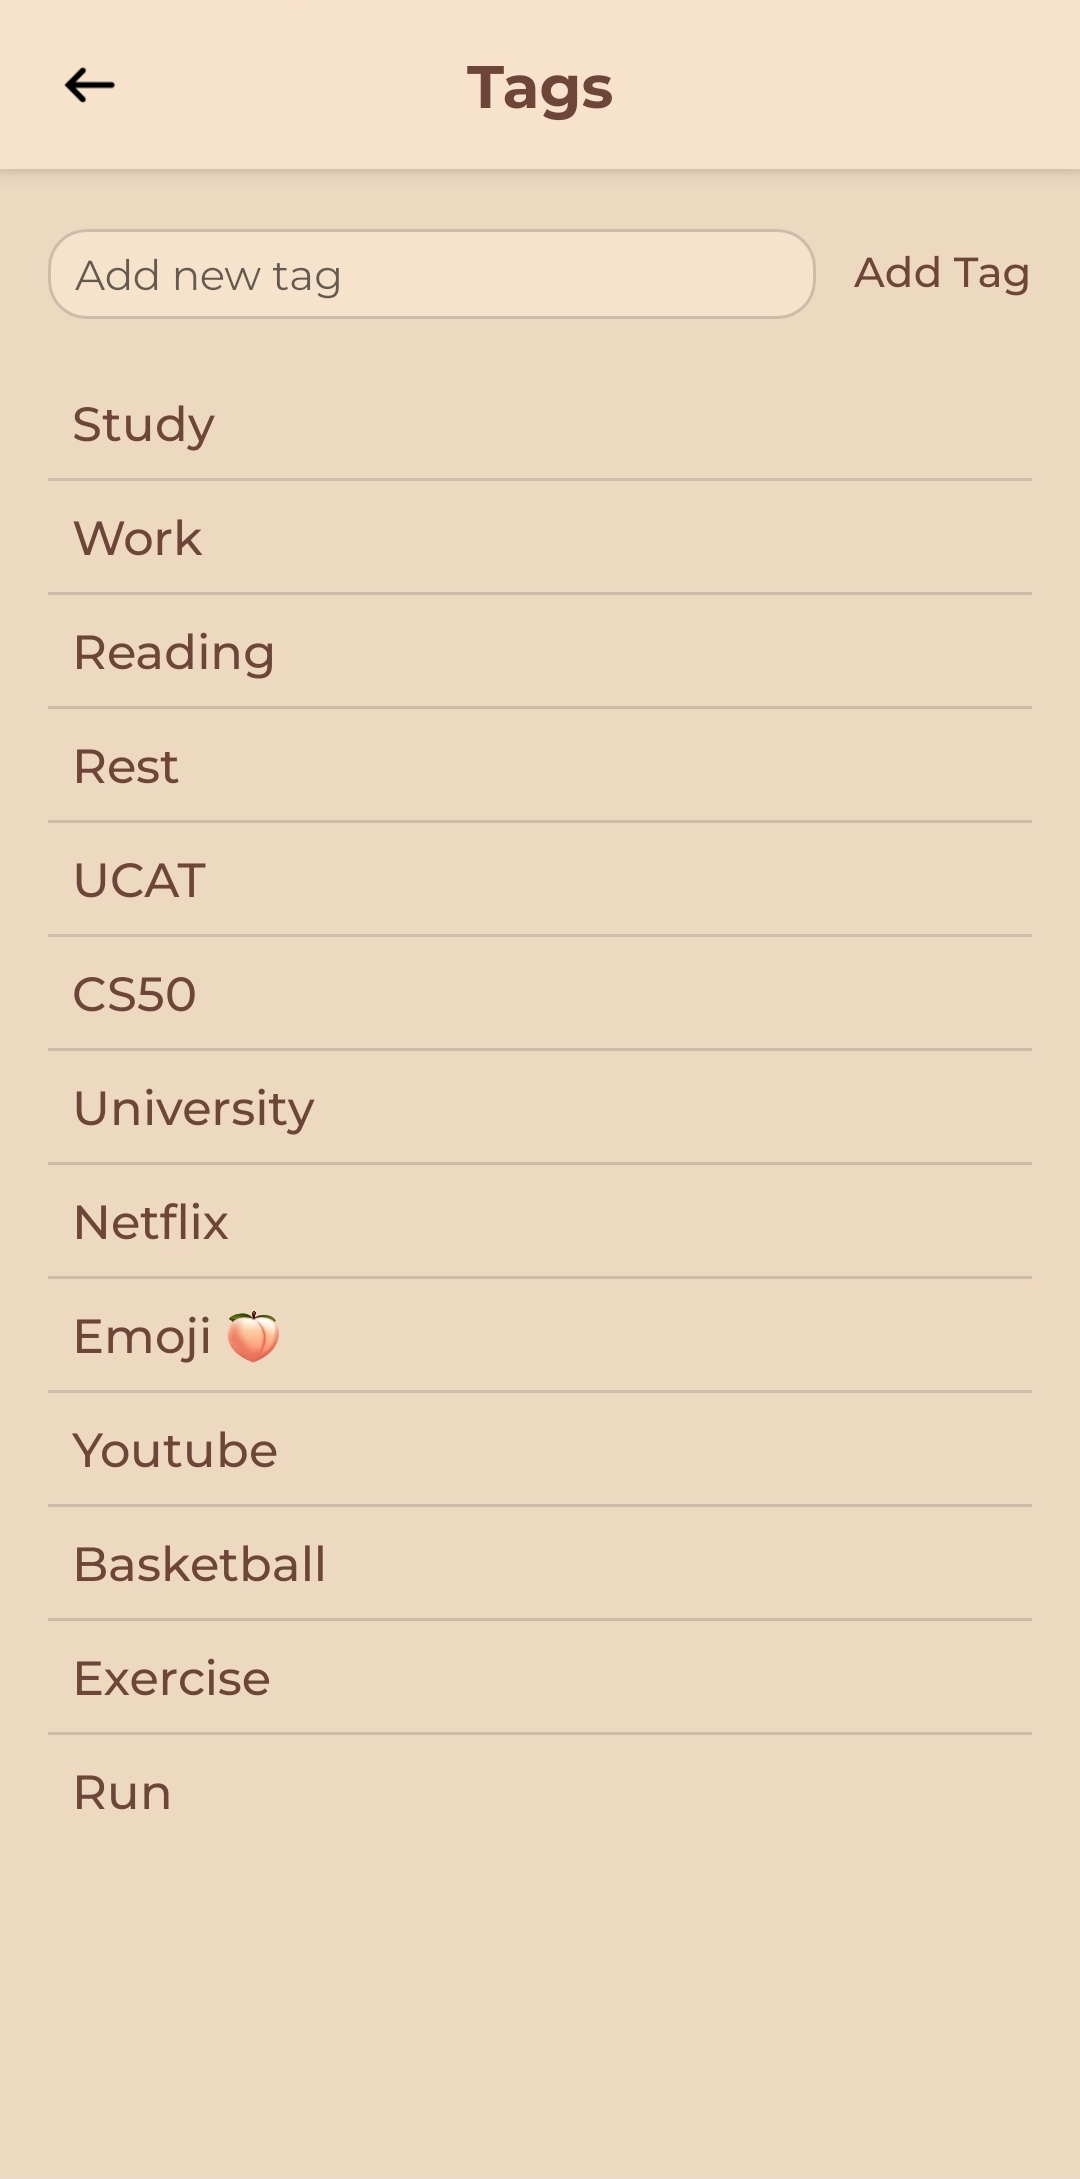 Tags
Add new tag
Add Tag
Study
Work
Reading
Rest
UCAT
CS50
University
Netflix
Emoji 🍑
Youtube
Basketball
Exercise
Run